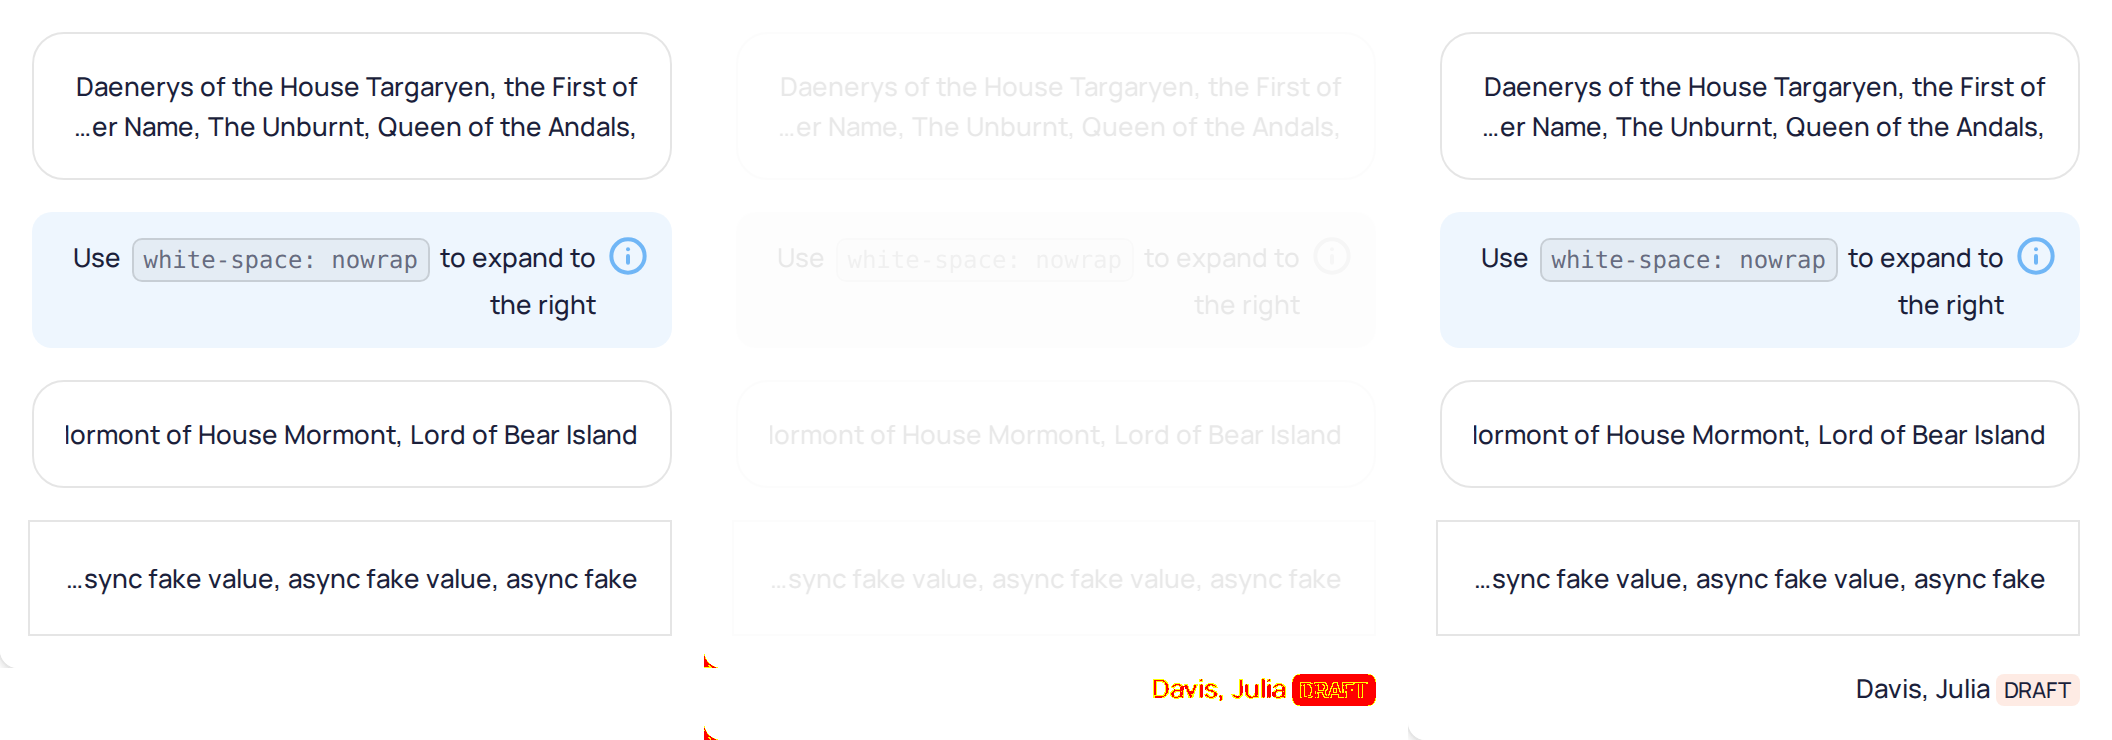 Daenerys of the House Targaryen, the First of
...er Name, The Unburnt, Queen of the Andals,
Use white-space: nowrap to expand to
the right
lormont of House Mormont, Lord of Bear Island
...sync fake value, async fake value, async fake
Daenerys of the House Targaryen, the First of
...er Name, The Unburnt, Queen of the Andals,
Use white-space: nowrap to expand to
the right
lormont of House Mormont, Lord of Bear Island
...sync fake value, async fake value, async fake
Davis, Julia DRAFT
Daenerys of the House Targaryen, the First of
...er Name, The Unburnt, Queen of the Andals,
Use white-space: nowrap to expand to
the right
lormont of House Mormont, Lord of Bear Island
...sync fake value, async fake value, async fake
Davis, Julia DRAFT